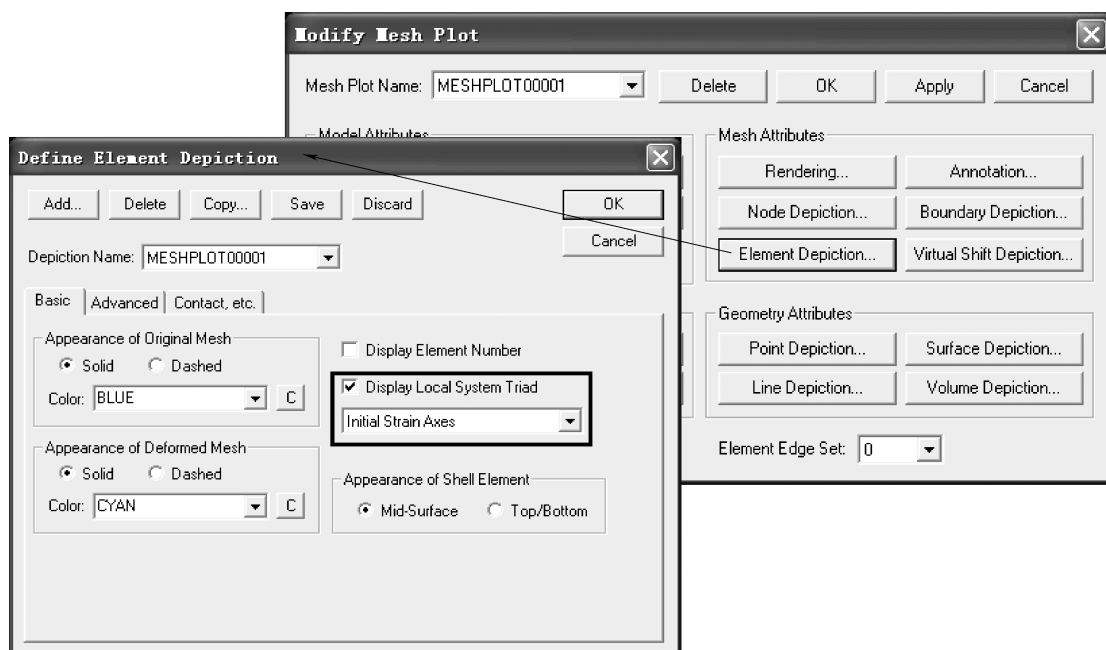 Modify Mesh Plot
Mesh Plot Name: MESHPLOT00001 Delete OK Apply Cancel
Model Attributes
Mesh Attributes
Rendering... Annotation...
Node Depiction... Boundary Depiction...
Element Depiction... Virtual Shift Depiction...
Geometry Attributes
Point Depiction... Surface Depiction...
Line Depiction... Volume Depiction...
Element Edge Set: 0
Define Element Depiction
Add... Delete Copy... Save Discard OK
Cancel
Depiction Name: MESHPLOT00001
Basic Advanced Contact, etc.
Appearance of Original Mesh
Solid Dashed
Color: BLUE C
Appearance of Deformed Mesh
Solid Dashed
Color: CYAN C
Display Element Number
Display Local System Triad
Initial Strain Axes
Appearance of Shell Element
Mid-Surface Top/Bottom